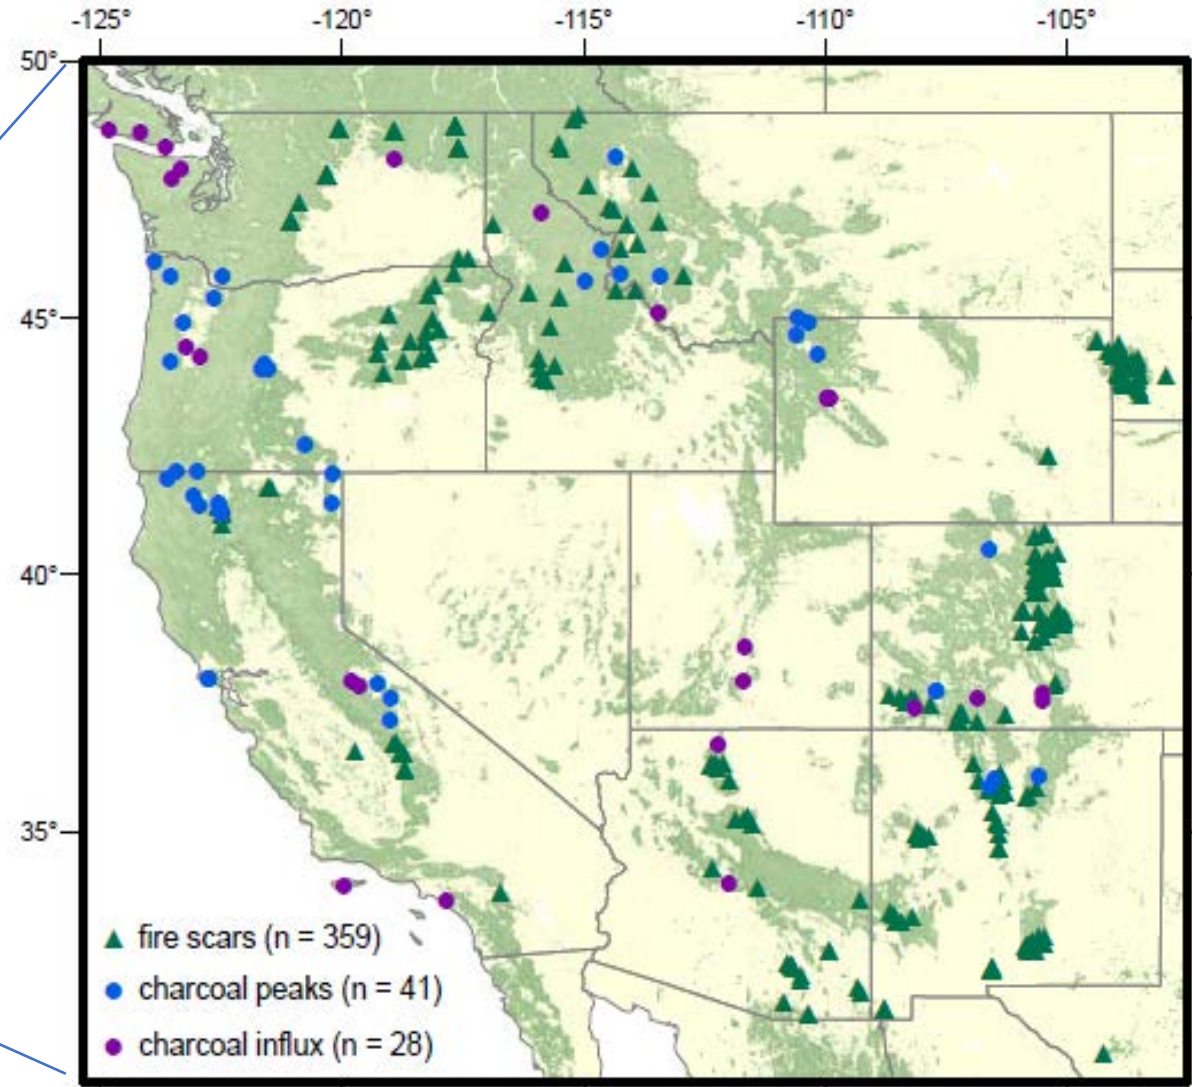 -125° -120° -115° -110° -105°
50°
45°
40°
35°
fire scars (n = 359)
charcoal peaks (n = 41)
charcoal influx (n = 28)